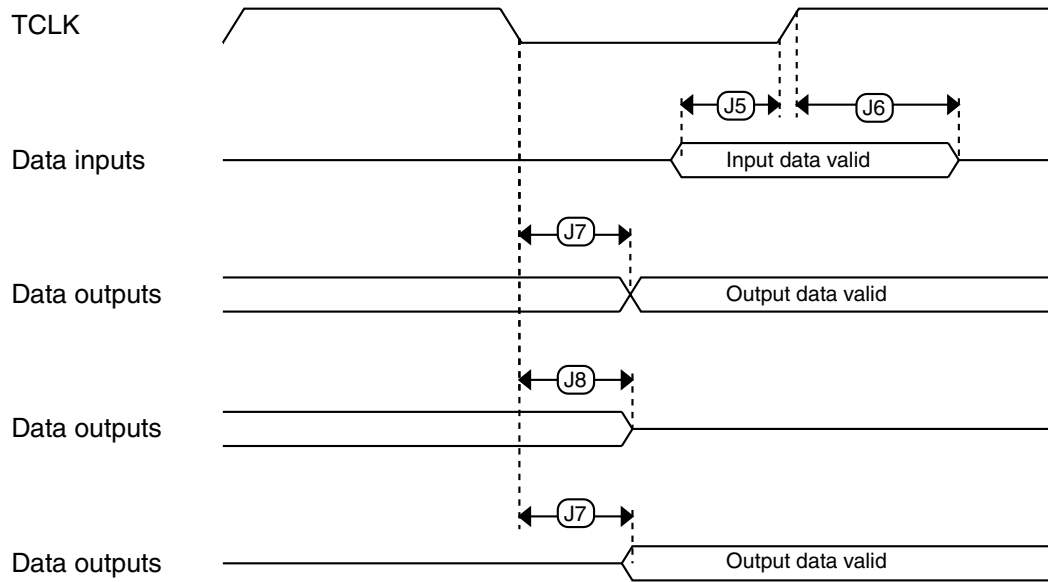 TCLK
J5
J6
Data inputs
Input data valid
J7
Data outputs
Output data valid
J8
Data outputs
J7
Data outputs
Output data valid